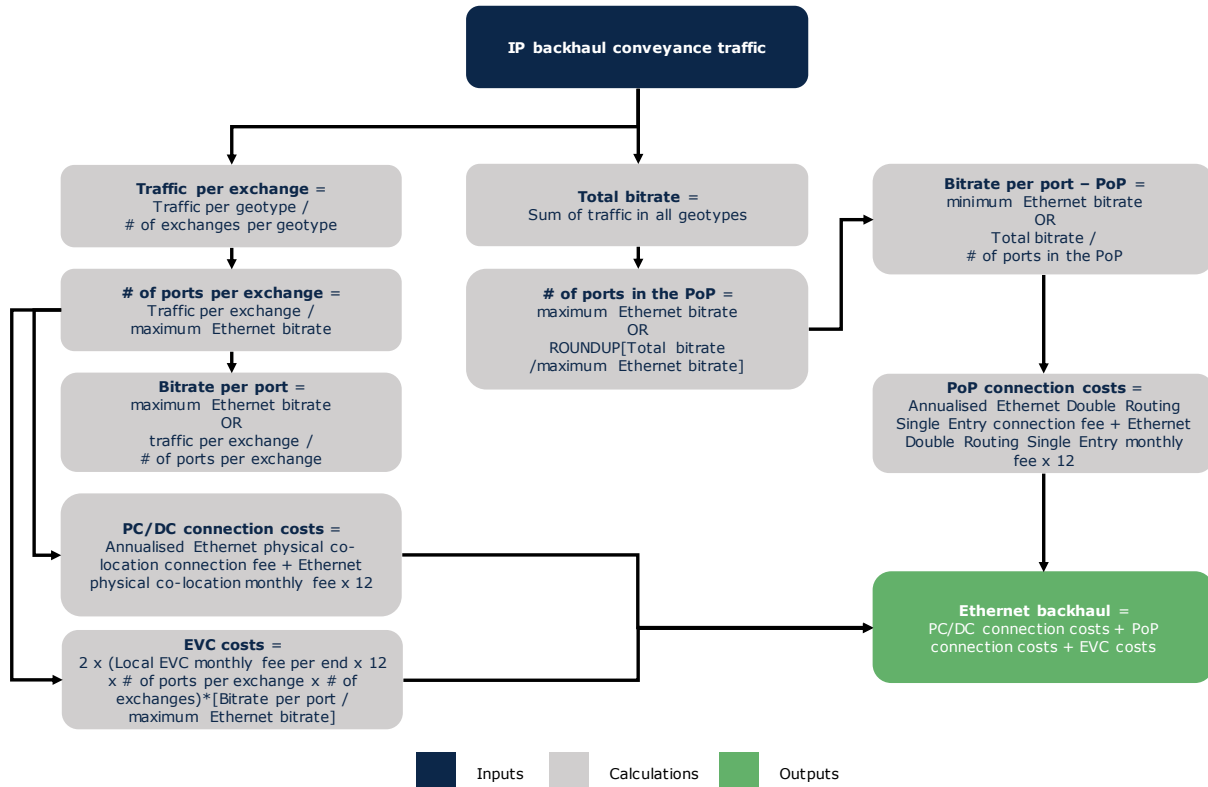 IP backhaul conveyance traffic
Traffic per exchange =
Traffic per geotype /
# of exchanges per geotype
Total bitrate =
Sum of traffic in all geotypes
Bitrate per port – PoP =
minimum Ethernet bitrate
OR
Total bitrate /
# of ports in the PoP
# of ports per exchange =
Traffic per exchange /
maximum Ethernet bitrate
# of ports in the PoP =
maximum Ethernet bitrate
OR
ROUNDUP[Total bitrate
/maximum Ethernet bitrate]
Bitrate per port =
maximum Ethernet bitrate
OR
traffic per exchange /
# of ports per exchange
PoP connection costs =
Annualised Ethernet Double Routing
Single Entry connection fee + Ethernet
Double Routing Single Entry monthly
fee x 12
PC/DC connection costs =
Annualised Ethernet physical co-
location connection fee + Ethernet
physical co-location monthly fee x 12
Ethernet backhaul =
PC/DC connection costs + PoP
connection costs + EVC costs
EVC costs =
2 x (Local EVC monthly fee per end x 12
x # of ports per exchange x # of
exchanges)*[Bitrate per port /
maximum Ethernet bitrate]
Inputs
Calculations
Outputs